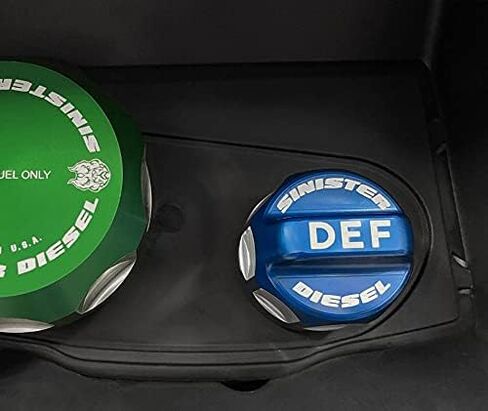 SINISTER
UEL ONLY
U.S.A.
DIESEL
SINISTER
DEF
DIESEL